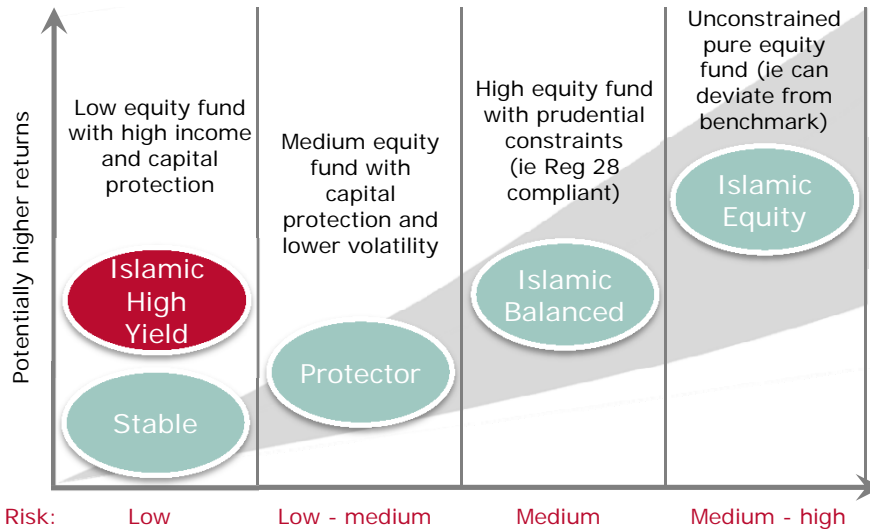 Potentially higher returns
Low equity fund
with high income
and capital
protection
Islamic
High
Yield
Stable
Medium equity
fund with
capital
protection and
lower volatility
Protector
High equity fund
with prudential
constraints
(ie Reg 28
compliant)
Islamic
Balanced
Unconstrained
pure equity
fund (ie can
deviate from
benchmark)
Islamic
Equity
Risk: Low Low - medium Medium Medium - high